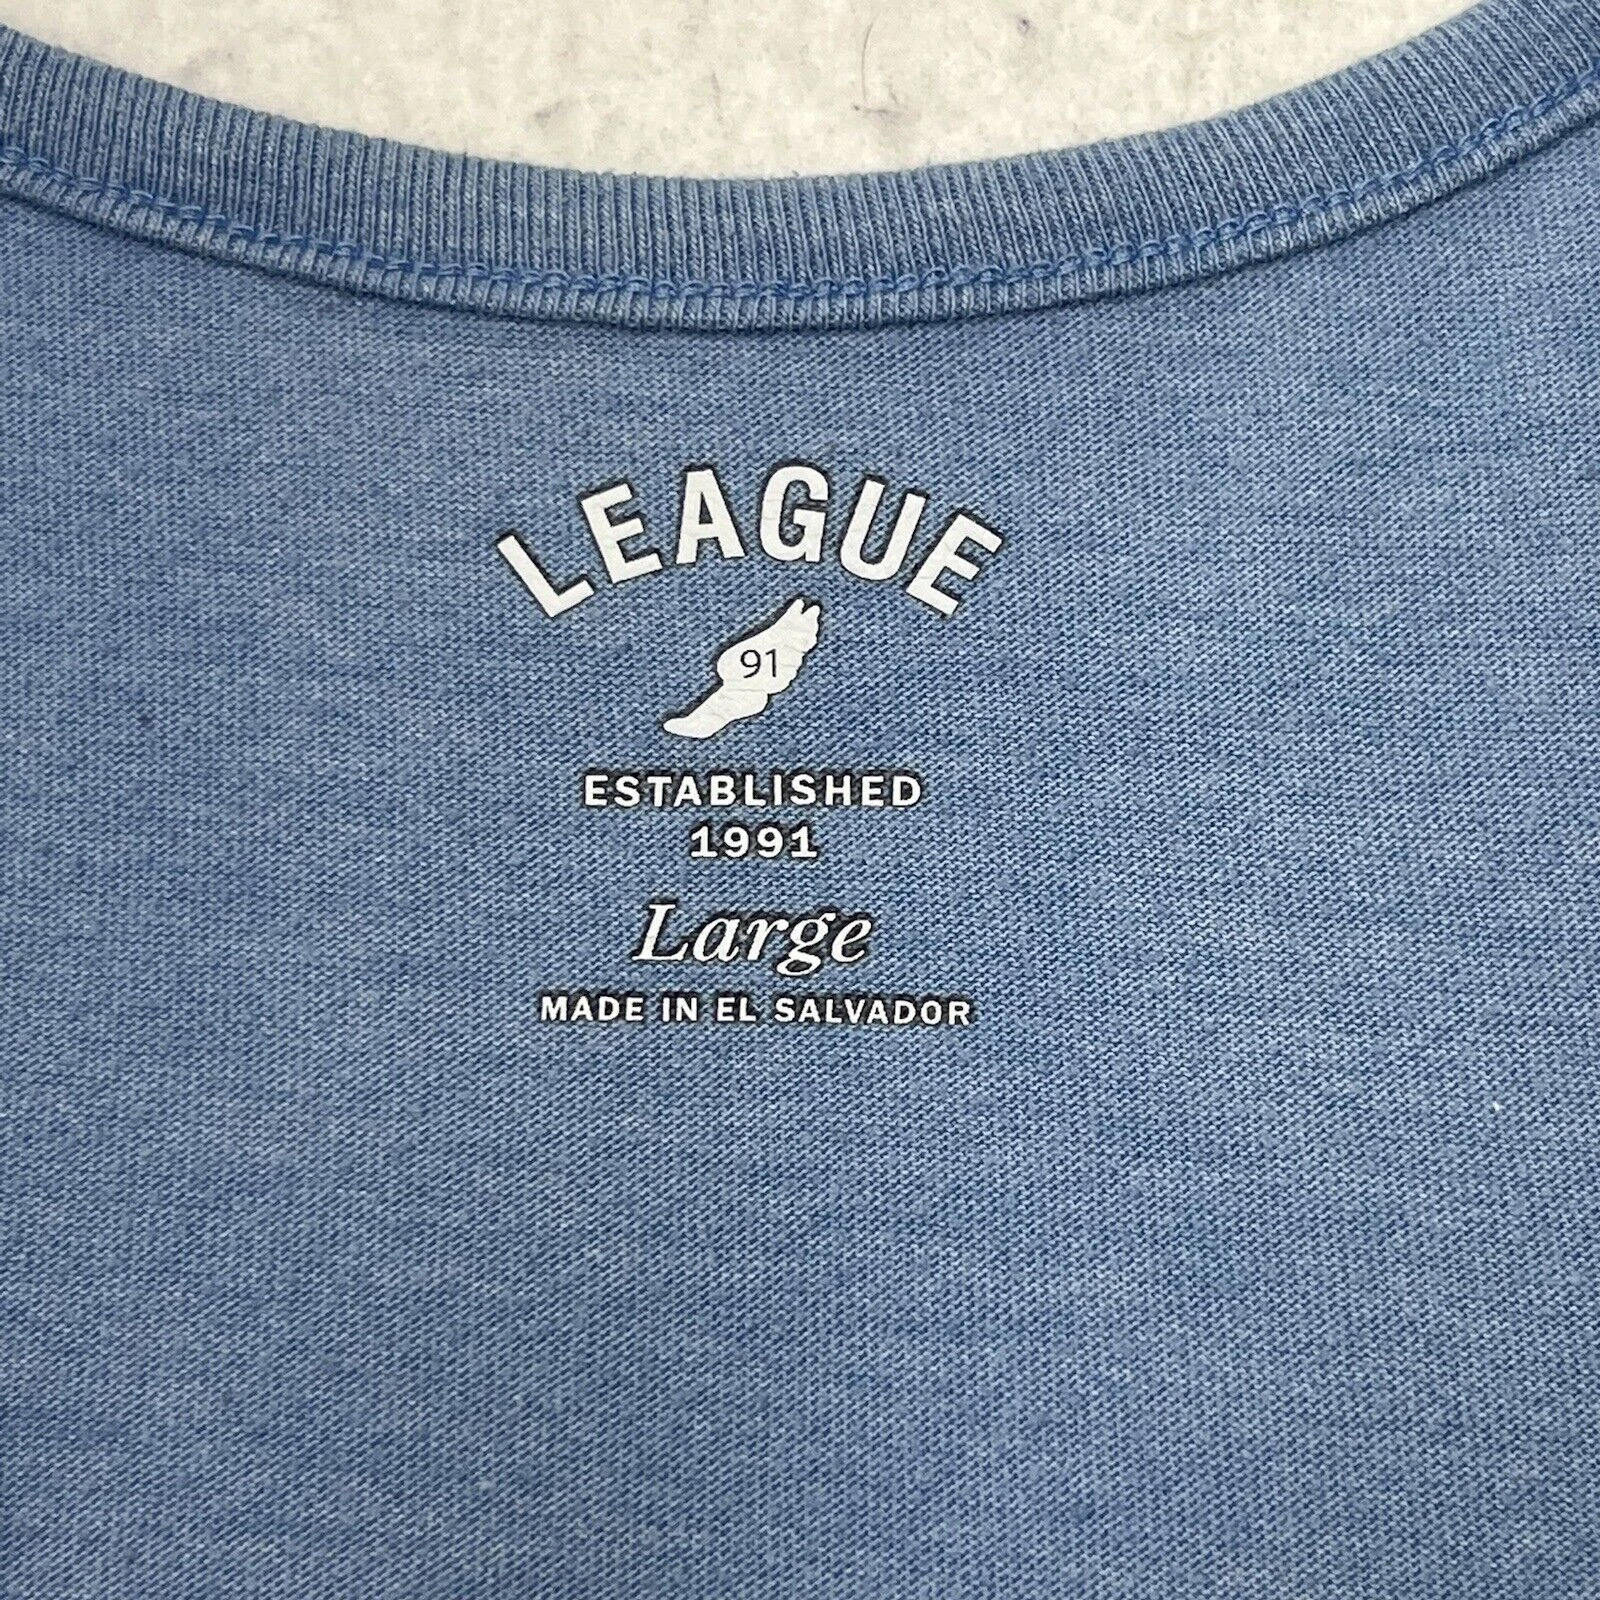 LEAGUE
91
ESTABLISHED
1991
Large
MADE IN EL SALVADOR